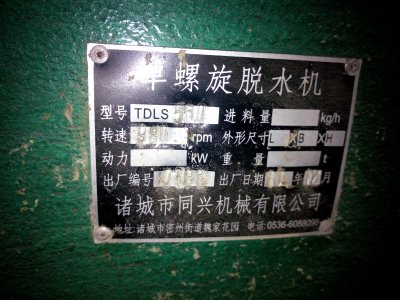 单螺旋脱水机
型号 TDLS 550 进料量 kg/h
转速 rpm 外形尺寸 L XB XH
动力 KW 重量 t
出厂编号 出厂日期 年 月
诸城市同兴机械有限公司
地址:诸城市密州街道魏家花园 电话:0536-6088098